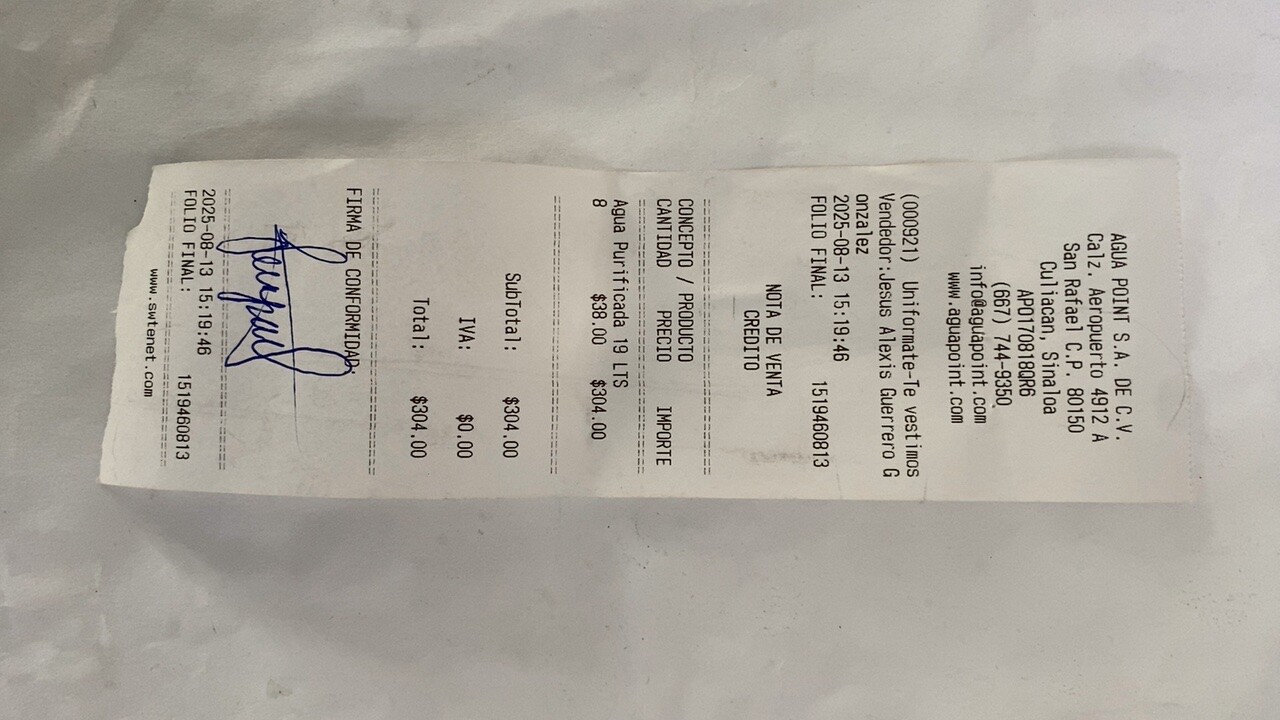 AGUA POINT S.A. DE C.V.
Calz. Aeropuerto 4912 A
San Rafael C.P. 80150
Culiacan, Sinaloa
APO170818QR6
(667) 744-9350
info@aguapoint.com
www.aguapoint.com
(000921) Uniformate-Te vestimos
Vendedor:Jesus Alexis Guerrero G
onzalez
2025-08-13 15:19:46
FOLIO FINAL: 1519460813
NOTA DE VENTA
CREDITO
CONCEPTO / PRODUCTO
CANTIDAD PRECIO IMPORTE
Agua Purificada 19 LTS
8 $38.00 $304.00
SubTotal: $304.00
IVA: $0.00
Total: $304.00
FIRMA DE CONFORMIDAD:
2025-08-13 15:19:46
FOLIO FINAL: 1519460813
www.swtenet.com